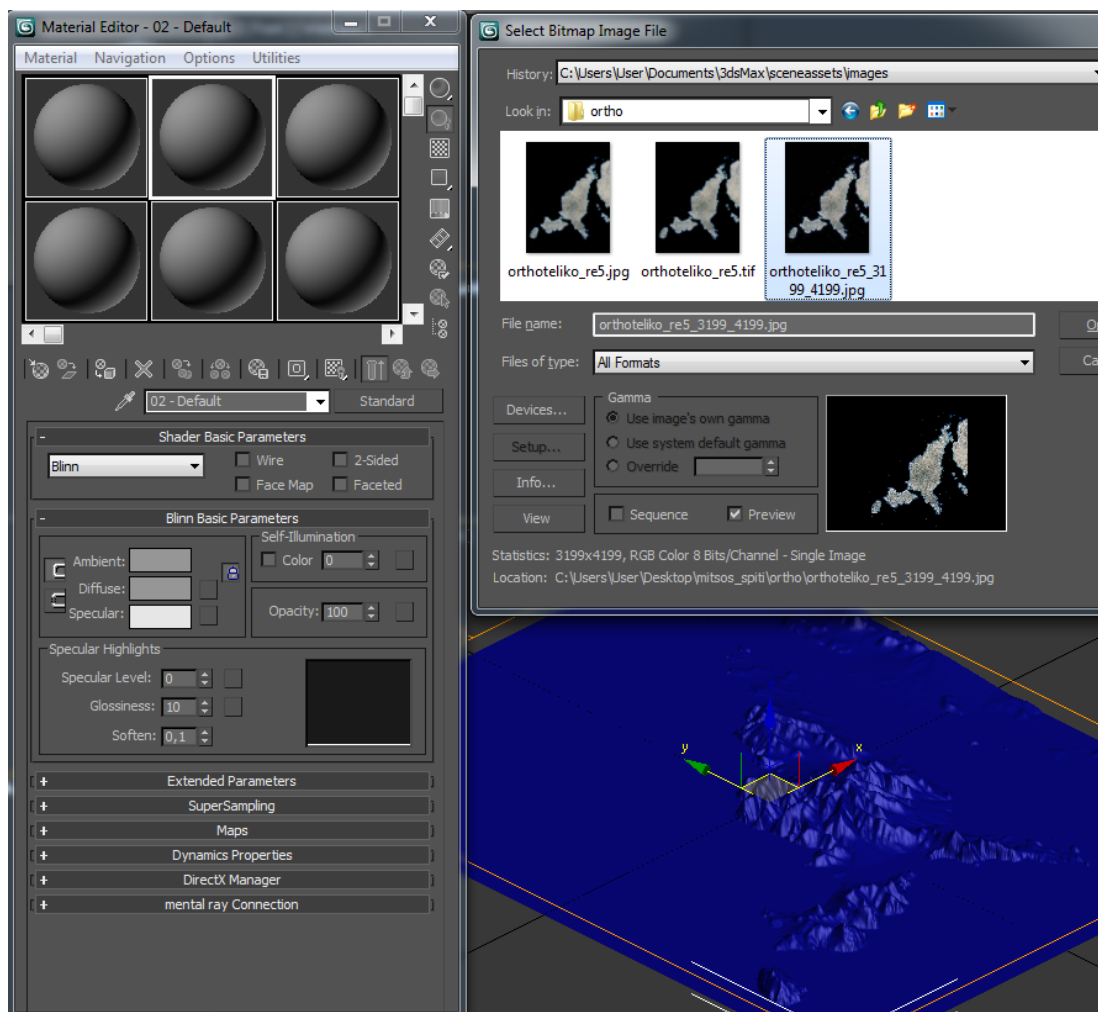 Material Editor - 02 - Default
Material Navigation Options Utilities
02 - Default
Standard
Shader Basic Parameters
Blinn
Wire
2-Sided
Face Map
Faceted
Blinn Basic Parameters
Self-Illumination
Ambient:
Color 0
Diffuse:
Specular:
Opacity: 100
Specular Highlights
Specular Level: 0
Glossiness: 10
Soften: 0,1
+ Extended Parameters
+ SuperSampling
+ Maps
+ Dynamics Properties
+ DirectX Manager
+ mental ray Connection
Select Bitmap Image File
History: C:\Users\User\Documents\3dsMax\sceneassets\images
Look in: ortho
orthoteliko_re5.jpg
orthoteliko_re5.tif
orthoteliko_re5_31
99_4199.jpg
File name: orthoteliko_re5_3199_4199.jpg
Files of type: All Formats
Devices...
Setup...
Info...
View
Gamma
Use image's own gamma
Use system default gamma
Override
Sequence
Preview
Statistics: 3199x4199, RGB Color 8 Bits/Channel - Single Image
Location: C:\Users\User\Desktop\mitsos_spiti\ortho\orthoteliko_re5_3199_4199.jpg
y
x